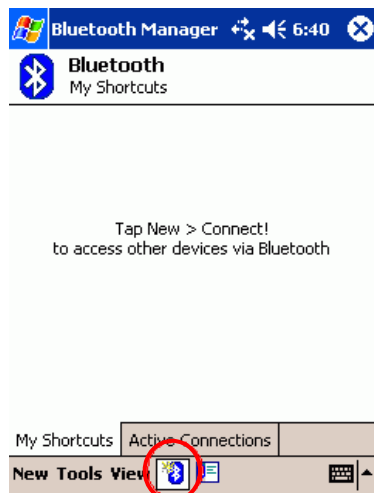 Bluetooth Manager 6:40
Bluetooth
My Shortcuts
Tap New > Connect!
to access other devices via Bluetooth
My Shortcuts Active Connections
New Tools View